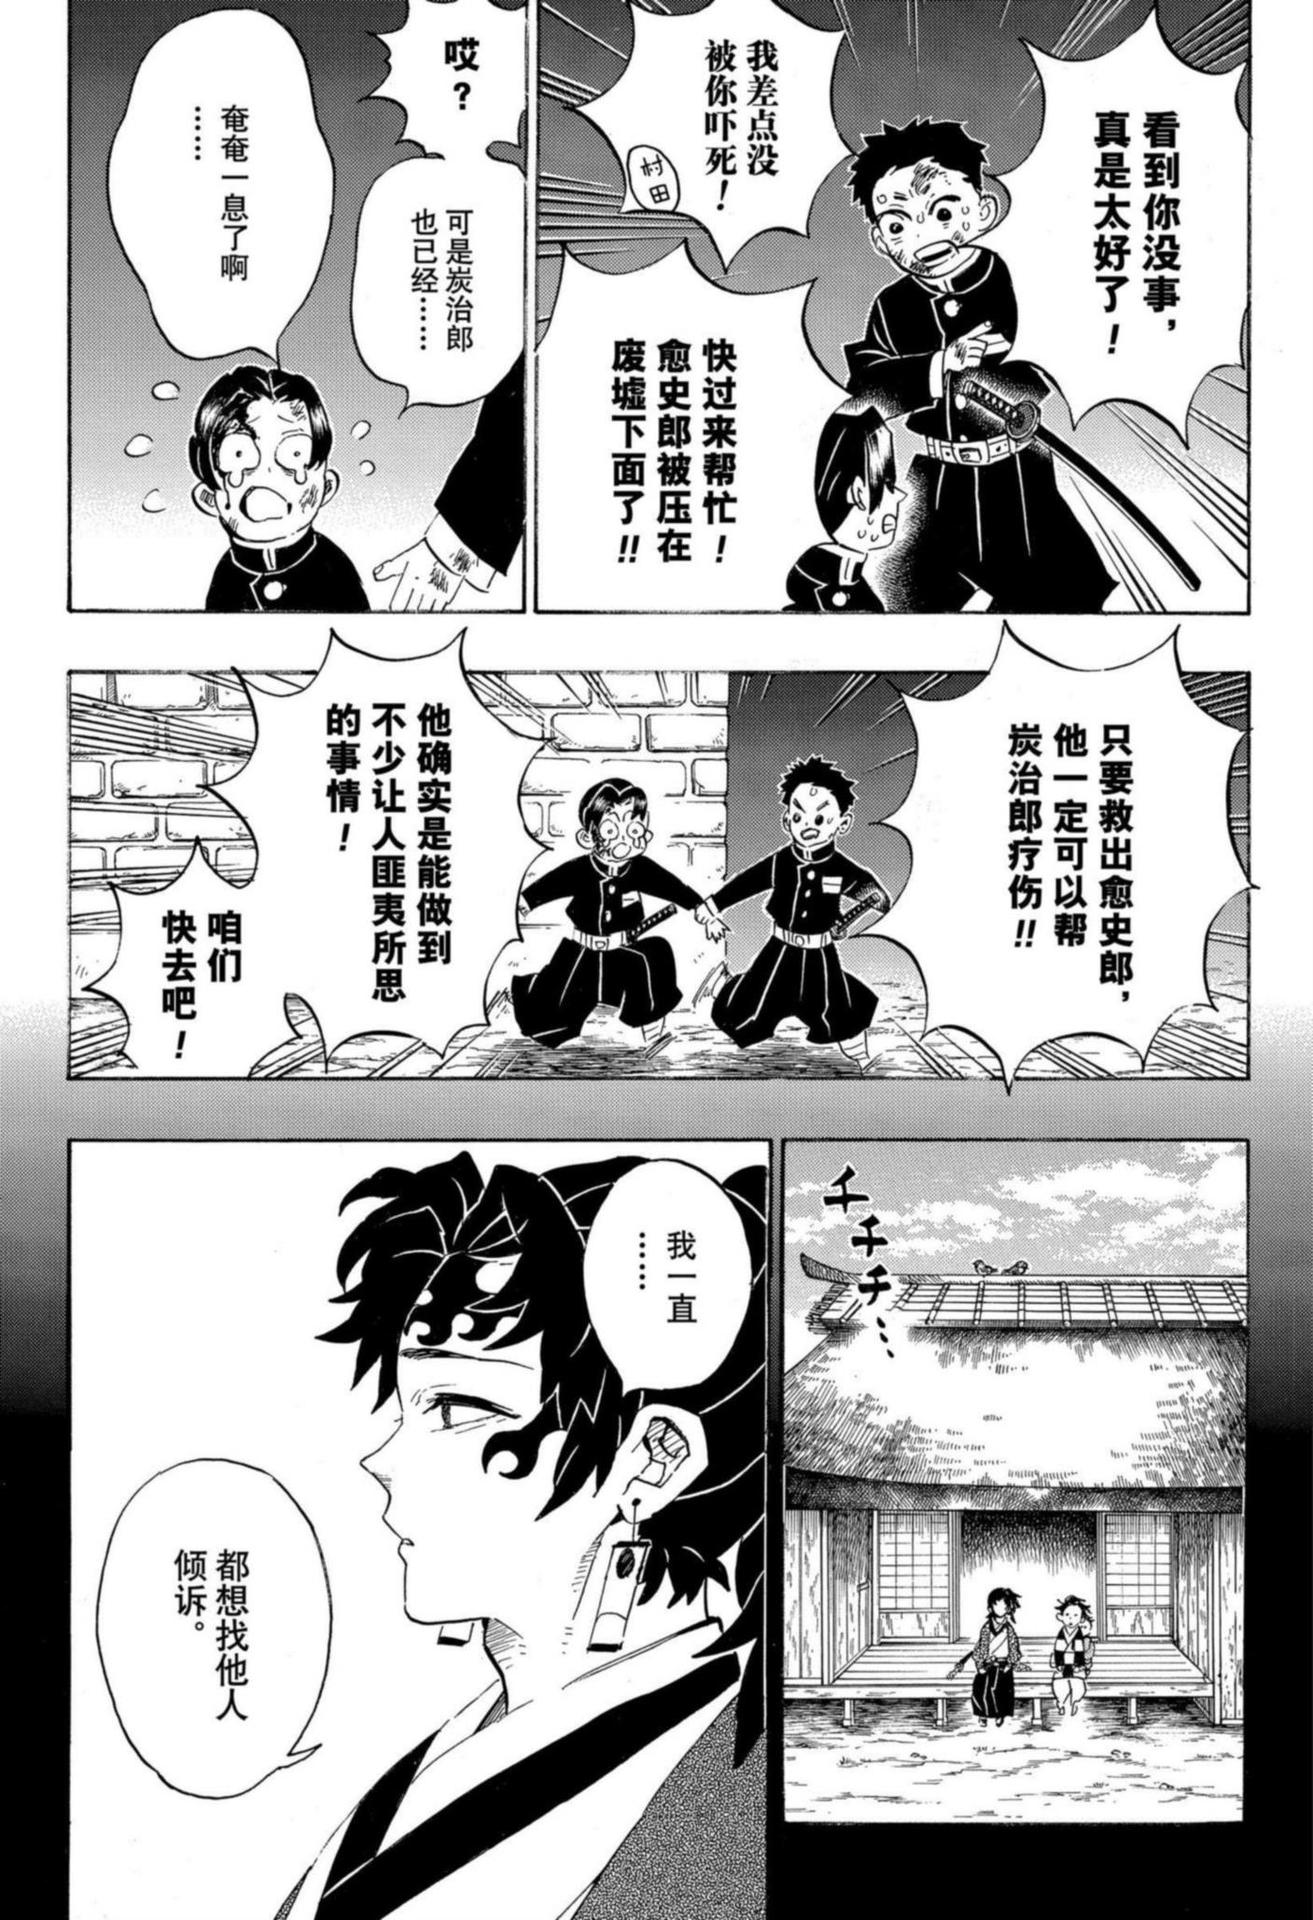 看到你没事，
真是太好了！
我差点没
被你吓死！
村田
快过来帮忙！
愈史郎被压在
废墟下面了！！
哎？
可是炭治郎
也已经……
奄奄一息了啊
……
只要救出愈史郎，
他一定可以帮
炭治郎疗伤！！
他确实是能做到
不少让人匪夷所思
的事情！
咱们
快去吧！
チチチ…
我一直
……
都想找他人
倾诉。